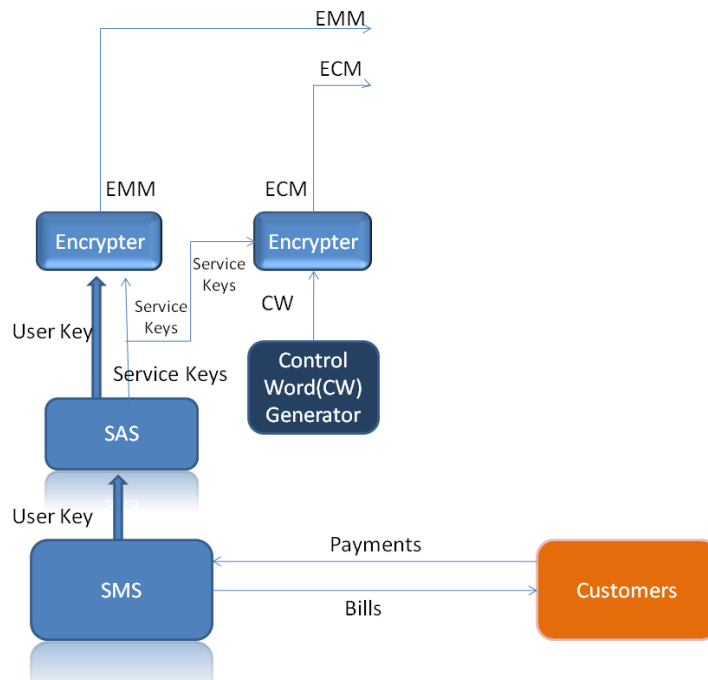 EMM
ECM
EMM
ECM
Encrypter
Encrypter
Service
Keys
Service
Keys
CW
User Key
Service Keys
Control
Word(CW)
Generator
SAS
User Key
Payments
SMS
Customers
Bills